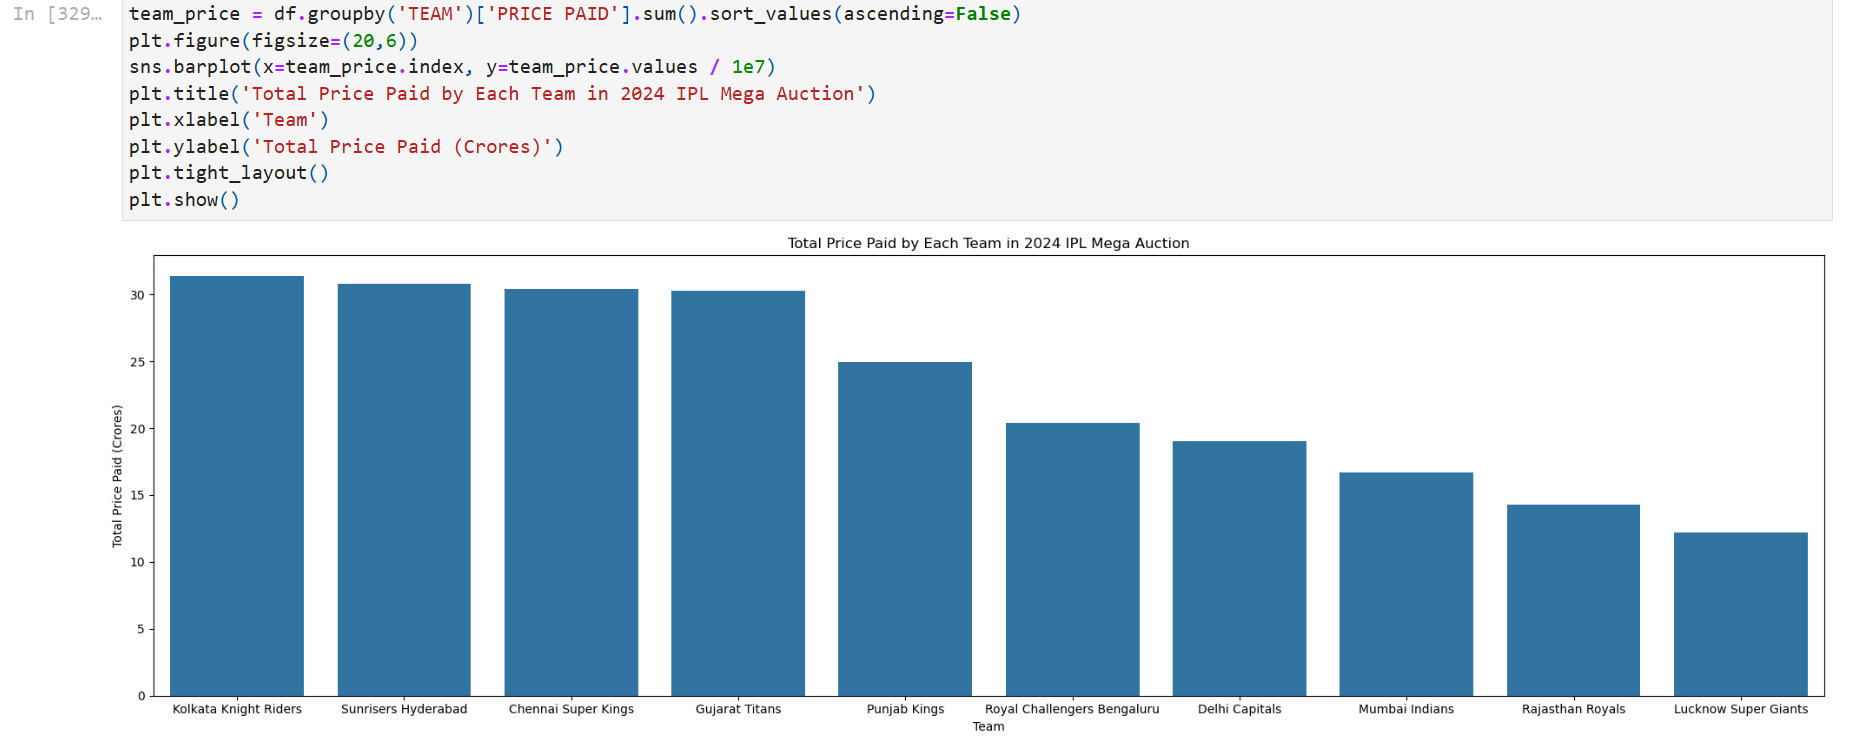 In [329…
team_price = df.groupby('TEAM')['PRICE PAID'].sum().sort_values(ascending=False)
plt.figure(figsize=(20,6))
sns.barplot(x=team_price.index, y=team_price.values / 1e7)
plt.title('Total Price Paid by Each Team in 2024 IPL Mega Auction')
plt.xlabel('Team')
plt.ylabel('Total Price Paid (Crores)')
plt.tight_layout()
plt.show()
Total Price Paid by Each Team in 2024 IPL Mega Auction
Total Price Paid (Crores)
30
25
20
15
10
5
0
Kolkata Knight Riders Sunrisers Hyderabad Chennai Super Kings Gujarat Titans Punjab Kings Royal Challengers Bengaluru Delhi Capitals Mumbai Indians Rajasthan Royals Lucknow Super Giants
Team